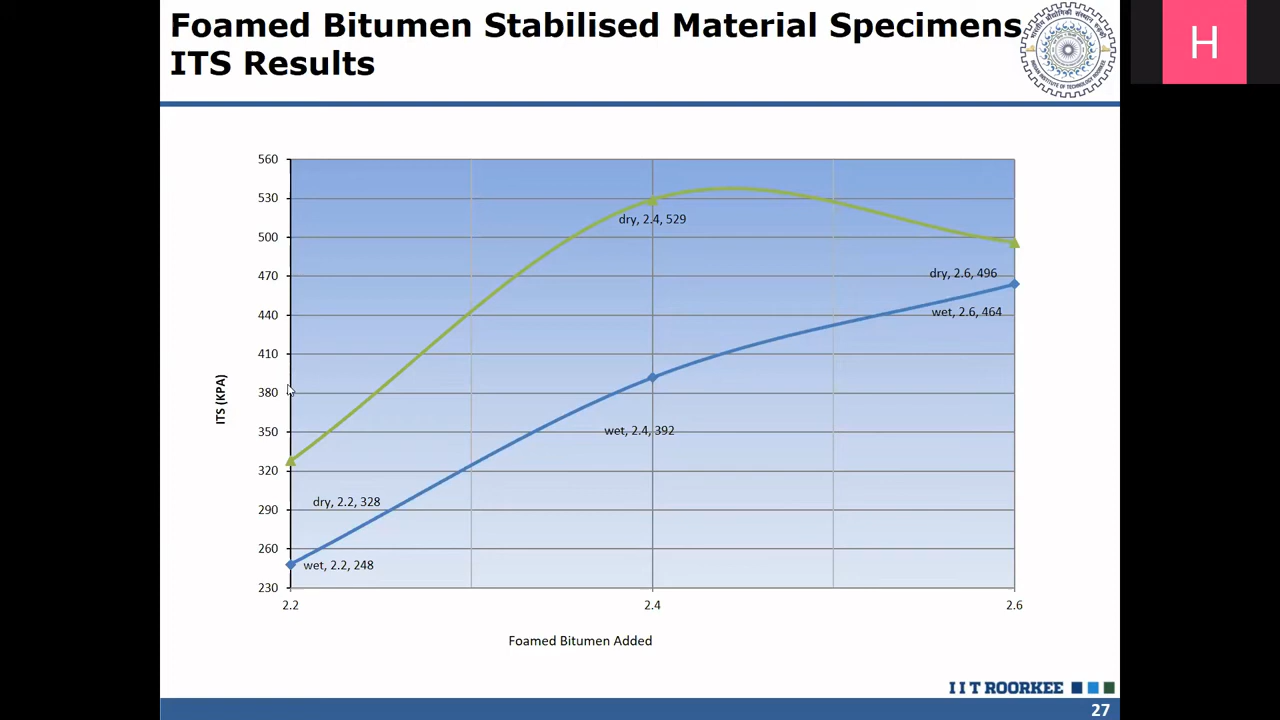 Foamed Bitumen Stabilised Material Specimens
ITS Results
H
560
530
500
470
440
410
380
350
320
290
260
230
ITS (KPA)
dry, 2.4, 529
dry, 2.6, 496
wet, 2.6, 464
wet, 2.4, 392
dry, 2.2, 328
wet, 2.2, 248
2.2
2.4
2.6
Foamed Bitumen Added
IIT ROORKEE
27